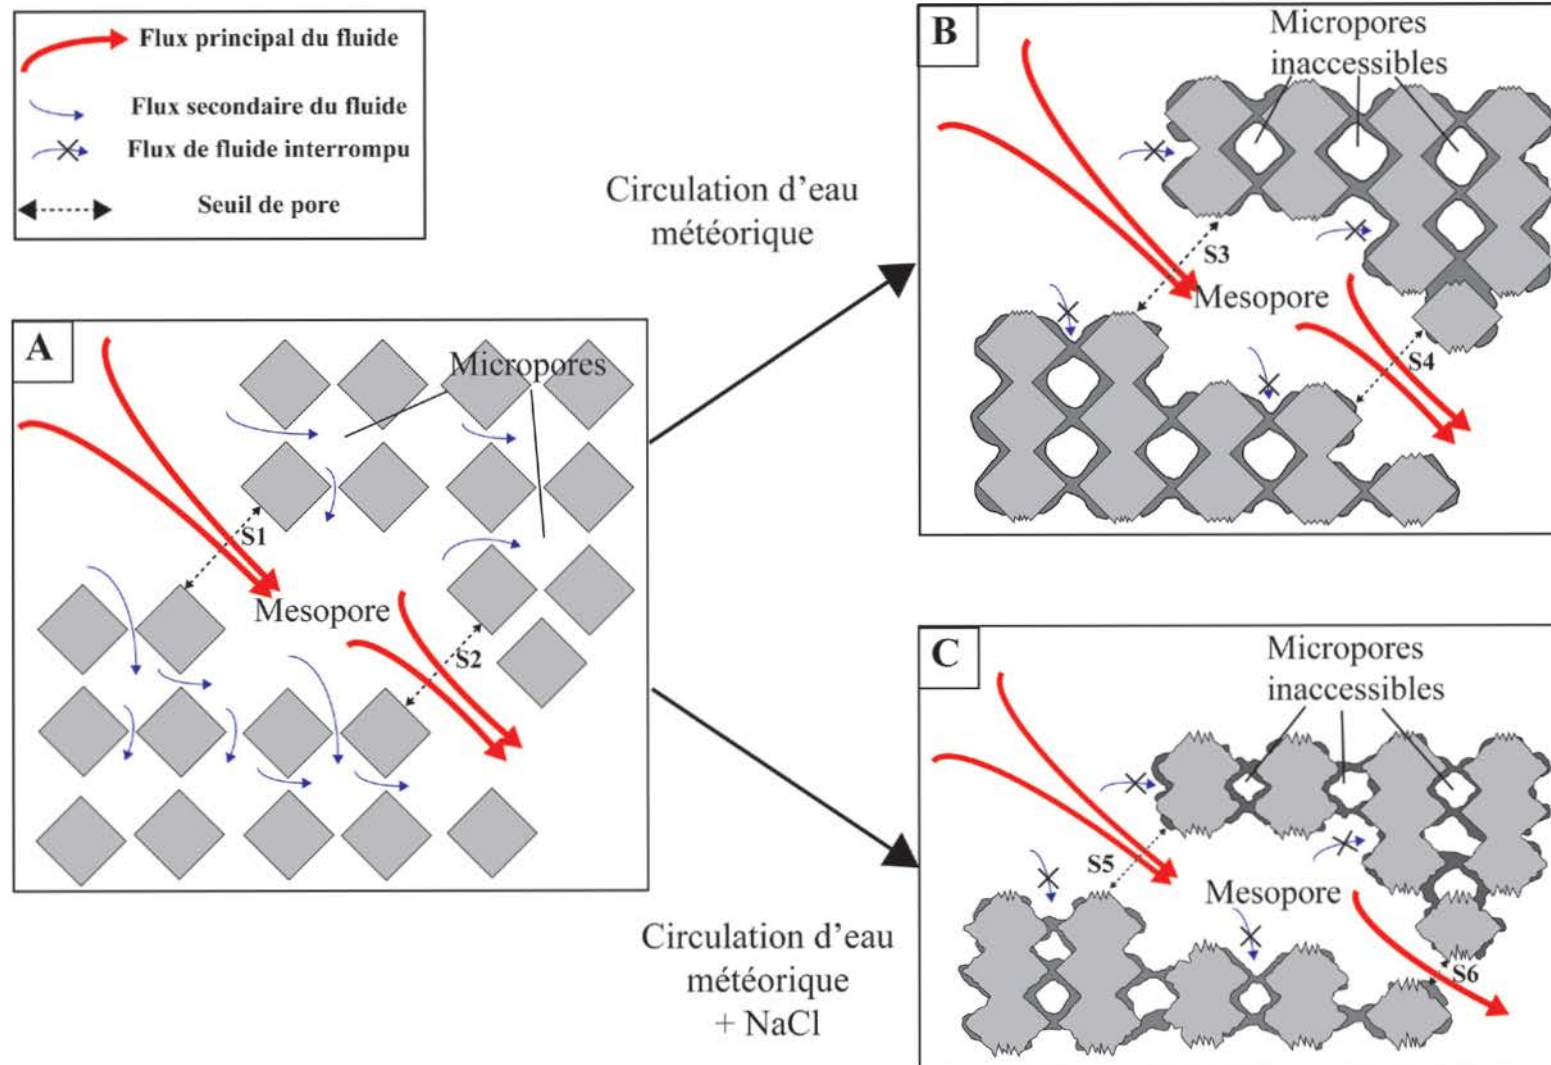 Flux principal du fluide
Flux secondaire du fluide
Flux de fluide interrompu
Seuil de pore
A
Micropores
S1
Mesopore
S2
Circulation d’eau
météorique
B
Micropores
inaccessibles
S3
Mesopore
S4
Circulation d’eau
météorique
+ NaCl
C
Micropores
inaccessibles
S5
Mesopore
S6